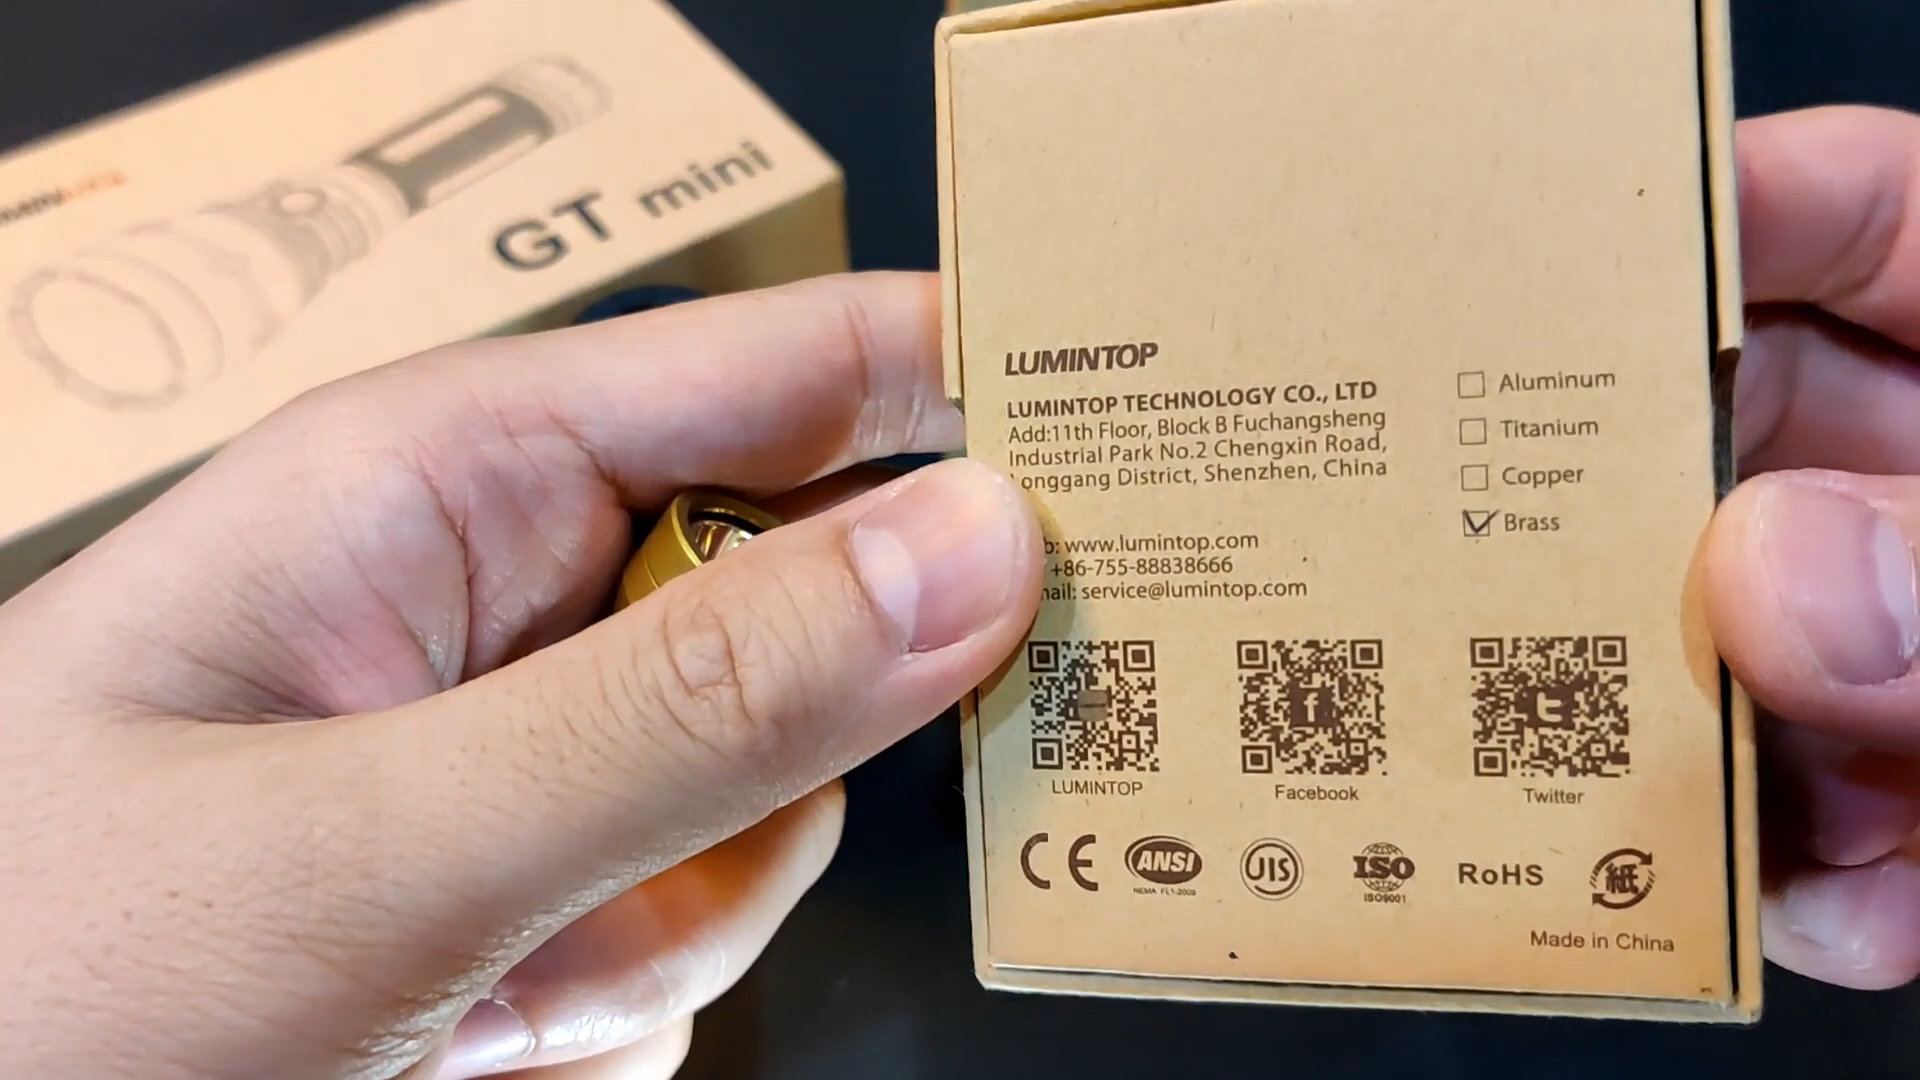 GT mini
LUMINTOP
LUMINTOP TECHNOLOGY CO., LTD
Add:11th Floor, Block B Fuchangsheng
Industrial Park No.2 Chengxin Road,
onggang District, Shenzhen, China
b: www.lumintop.com
+86-755-88838666
ail: service@lumintop.com
Aluminum
Titanium
Copper
Brass
LUMINTOP
Facebook
Twitter
CE
ANSI
NEMA FL1-2009
JIS
ISO
ISO9001
RoHS
紙
Made in China